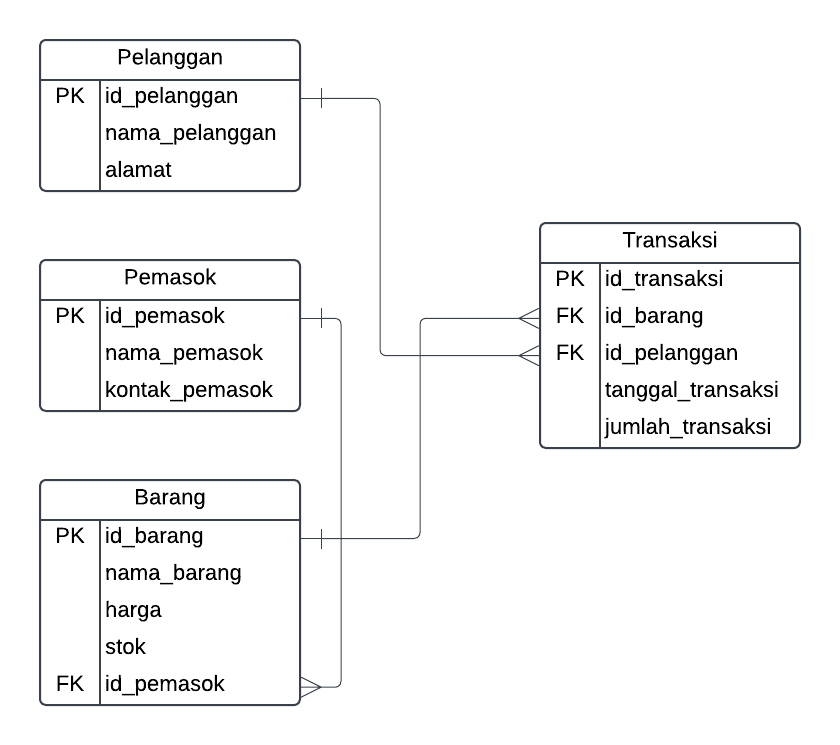 Pelanggan
PK id_pelanggan
nama_pelanggan
alamat
Pemasok
PK id_pemasok
nama_pemasok
kontak_pemasok
Barang
PK id_barang
nama_barang
harga
stok
FK id_pemasok
Transaksi
PK id_transaksi
FK id_barang
FK id_pelanggan
tanggal_transaksi
jumlah_transaksi